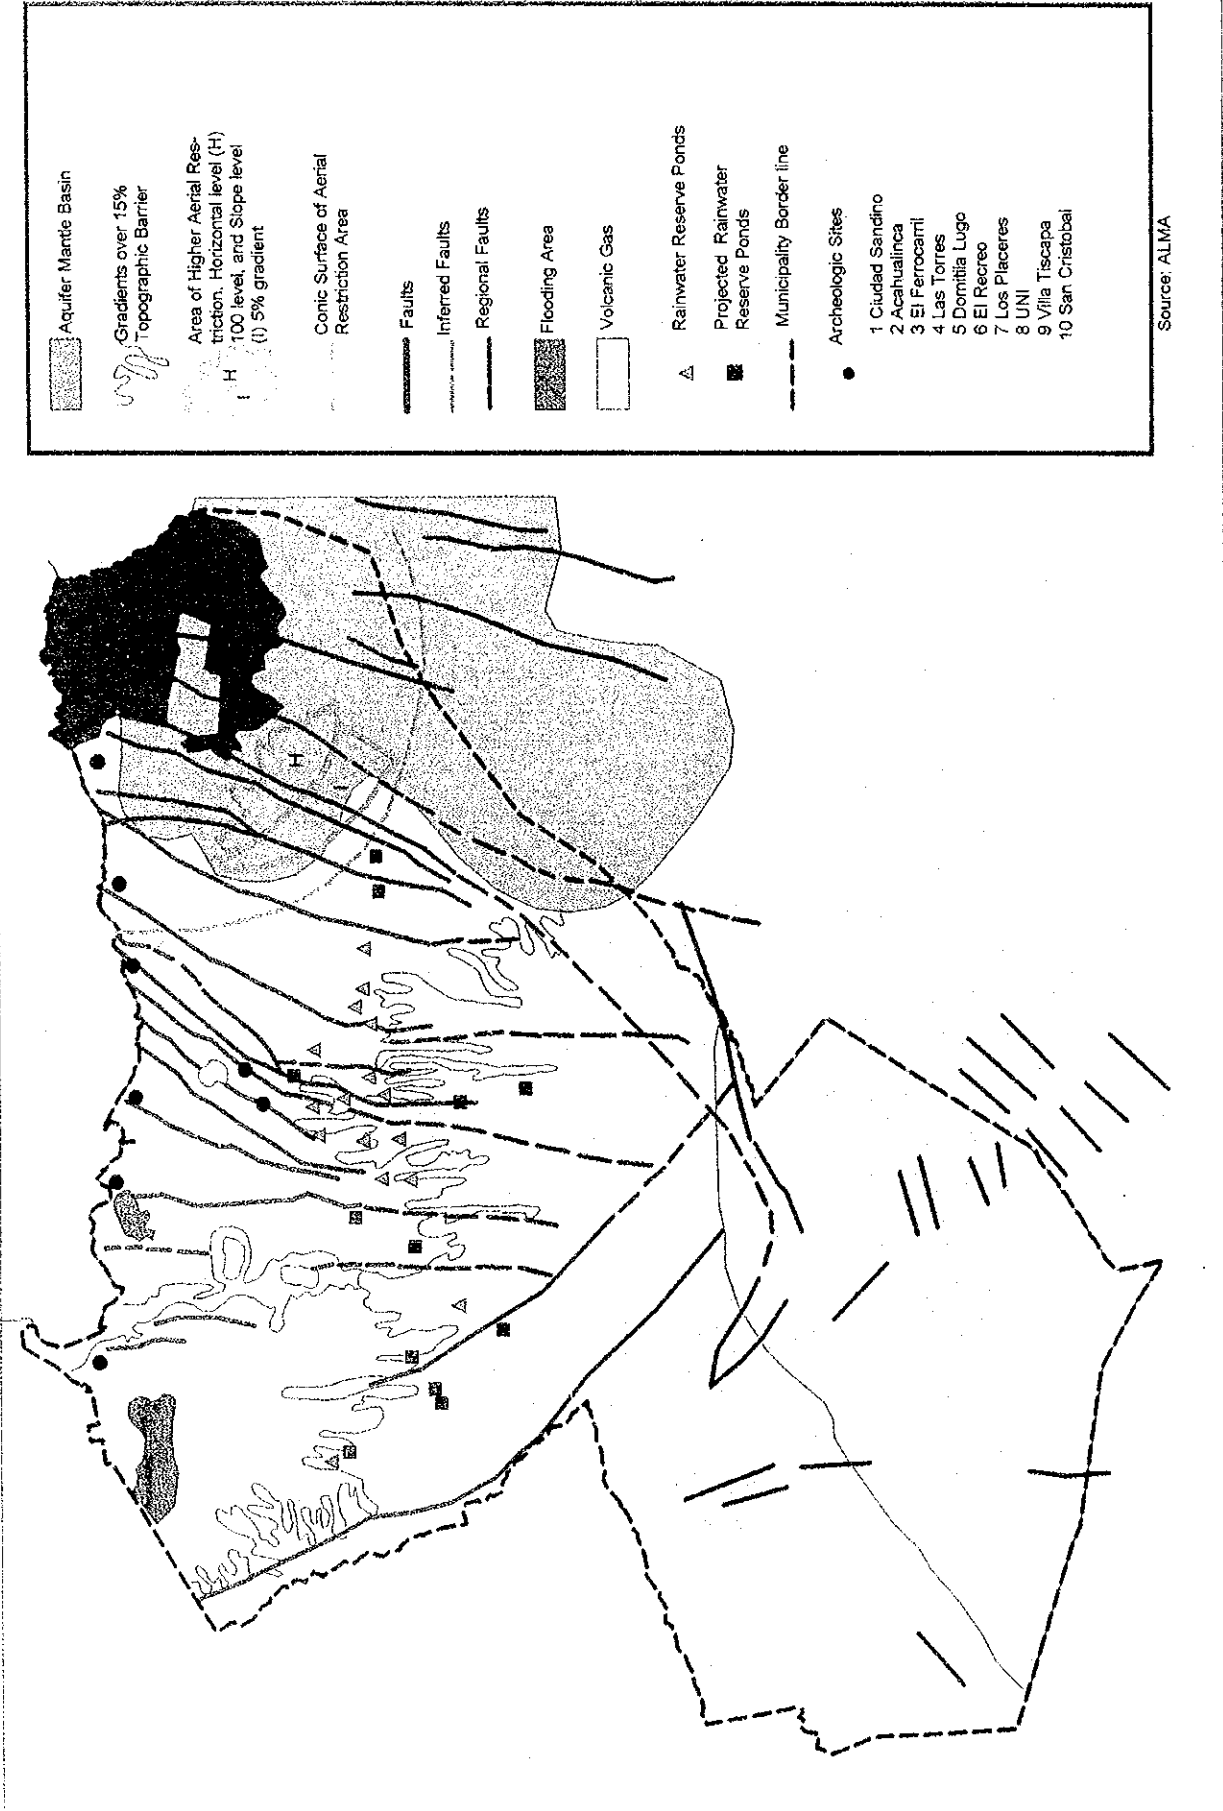 Aquifer Mantle Basin
Gradients over 15%
Topographic Barrier
Area of Higher Aerial Res-
triction. Horizontal level (H)
100 level, and Slope level
(I) 5% gradient
H
I
Conic Surface of Aerial
Restriction Area
Faults
Inferred Faults
Regional Faults
Flooding Area
Volcanic Gas
Rainwater Reserve Ponds
Projected Rainwater
Reserve Ponds
Municipality Border line
Archeologic Sites
1 Ciudad Sandino
2 Acahualinca
3 El Ferrocarril
4 Las Torres
5 Domitila Lugo
6 El Recreo
7 Los Placeres
8 UNI
9 Villa Tiscapa
10 San Cristobal
Source: ALMA
H
I